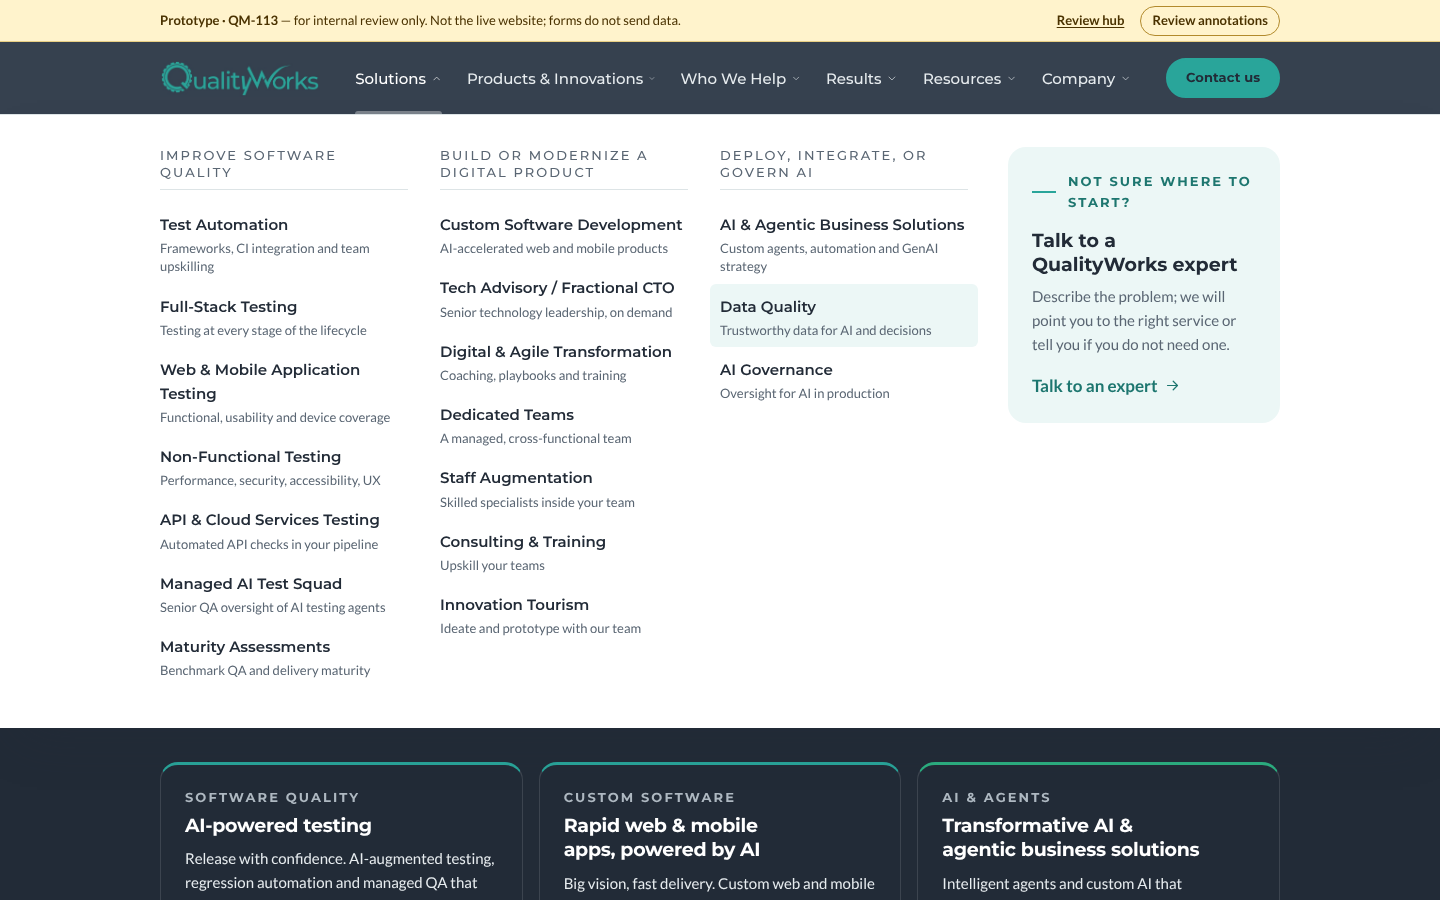 Prototype · QM-113 — for internal review only. Not the live website; forms do not send data.
Review hub
Review annotations
QualityWorks
Solutions
Products & Innovations
Who We Help
Results
Resources
Company
Contact us
IMPROVE SOFTWARE
QUALITY
Test Automation
Frameworks, CI integration and team
upskilling
Full-Stack Testing
Testing at every stage of the lifecycle
Web & Mobile Application
Testing
Functional, usability and device coverage
Non-Functional Testing
Performance, security, accessibility, UX
API & Cloud Services Testing
Automated API checks in your pipeline
Managed AI Test Squad
Senior QA oversight of AI testing agents
Maturity Assessments
Benchmark QA and delivery maturity
BUILD OR MODERNIZE A
DIGITAL PRODUCT
Custom Software Development
AI-accelerated web and mobile products
Tech Advisory / Fractional CTO
Senior technology leadership, on demand
Digital & Agile Transformation
Coaching, playbooks and training
Dedicated Teams
A managed, cross-functional team
Staff Augmentation
Skilled specialists inside your team
Consulting & Training
Upskill your teams
Innovation Tourism
Ideate and prototype with our team
DEPLOY, INTEGRATE, OR
GOVERN AI
AI & Agentic Business Solutions
Custom agents, automation and GenAI
strategy
Data Quality
Trustworthy data for AI and decisions
AI Governance
Oversight for AI in production
NOT SURE WHERE TO
START?
Talk to a
QualityWorks expert
Describe the problem; we will
point you to the right service or
tell you if you do not need one.
Talk to an expert →
SOFTWARE QUALITY
AI-powered testing
Release with confidence. AI-augmented testing,
regression automation and managed QA that
CUSTOM SOFTWARE
Rapid web & mobile
apps, powered by AI
Big vision, fast delivery. Custom web and mobile
AI & AGENTS
Transformative AI &
agentic business solutions
Intelligent agents and custom AI that